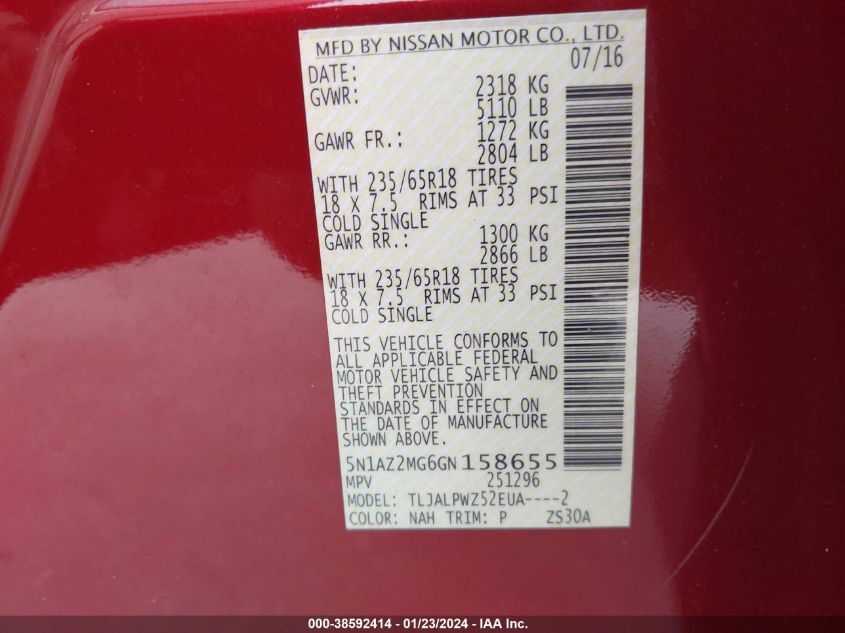 MFD BY NISSAN MOTOR CO., LTD.
DATE: 07/16
GVWR: 2318 KG
5110 LB
GAWR FR.: 1272 KG
2804 LB
WITH 235/65R18 TIRES
18 X 7.5 RIMS AT 33 PSI
COLD SINGLE
GAWR RR.: 1300 KG
2866 LB
WITH 235/65R18 TIRES
18 X 7.5 RIMS AT 33 PSI
COLD SINGLE
THIS VEHICLE CONFORMS TO
ALL APPLICABLE FEDERAL
MOTOR VEHICLE SAFETY AND
THEFT PREVENTION
STANDARDS IN EFFECT ON
THE DATE OF MANUFACTURE
SHOWN ABOVE.
5N1AZ2MG6GN158655
MPV 251296
MODEL: TLJALPWZ52EUA----2
COLOR: NAH TRIM: P ZS30A
000-38592414 - 01/23/2024 - IAA Inc.